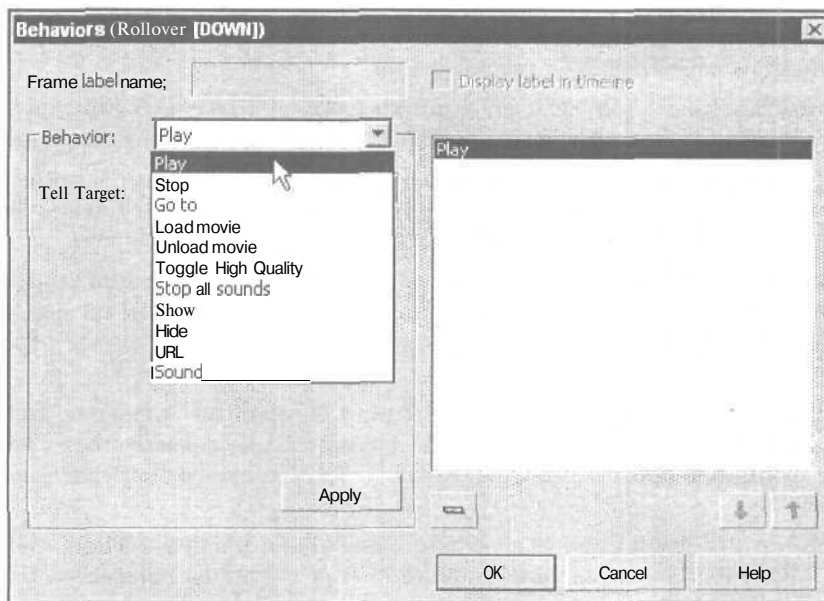 Behaviors (Rollover [DOWN])
Frame label name;
Display label in timeline
Behavior:
Play
Play
Tell Target:
Stop
Go to
Load movie
Unload movie
Toggle High Quality
Stop all sounds
Show
Hide
URL
Sound
Play
Apply
OK
Cancel
Help